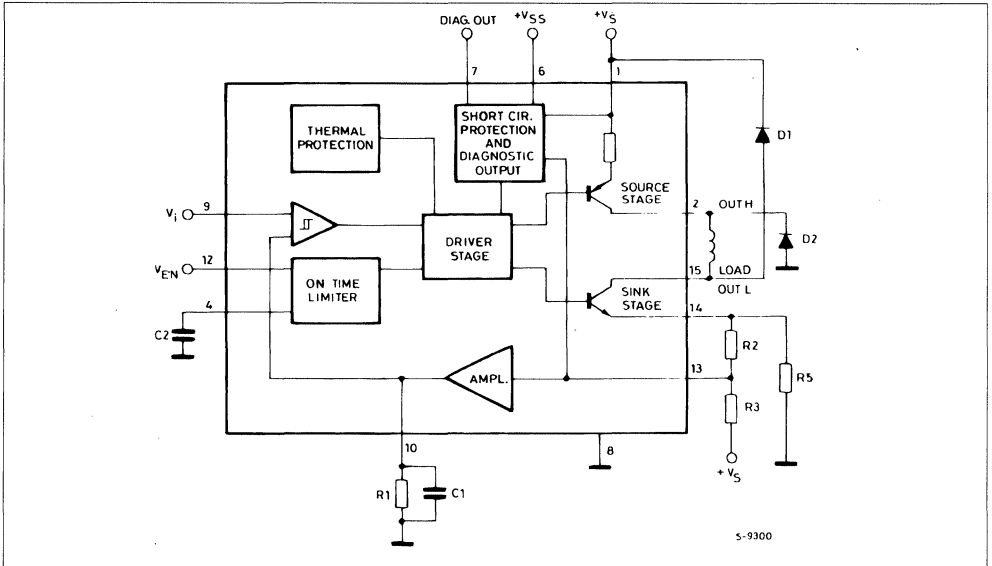 DIAG. OUT
+VSS
+VS
7
6
1
THERMAL
PROTECTION
SHORT CIR.
PROTECTION
AND
DIAGNOSTIC
OUTPUT
D1
SOURCE
STAGE
Vi
9
2
OUT H
D2
DRIVER
STAGE
VE'N
12
ON TIME
LIMITER
LOAD
15
OUT L
SINK
STAGE
4
14
C2
R2
AMPL.
13
R5
R3
10
8
+VS
R1
C1
S-9300